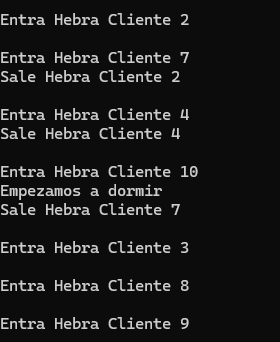 Entra Hebra Cliente 2
Entra Hebra Cliente 7
Sale Hebra Cliente 2
Entra Hebra Cliente 4
Sale Hebra Cliente 4
Entra Hebra Cliente 10
Empezamos a dormir
Sale Hebra Cliente 7
Entra Hebra Cliente 3
Entra Hebra Cliente 8
Entra Hebra Cliente 9